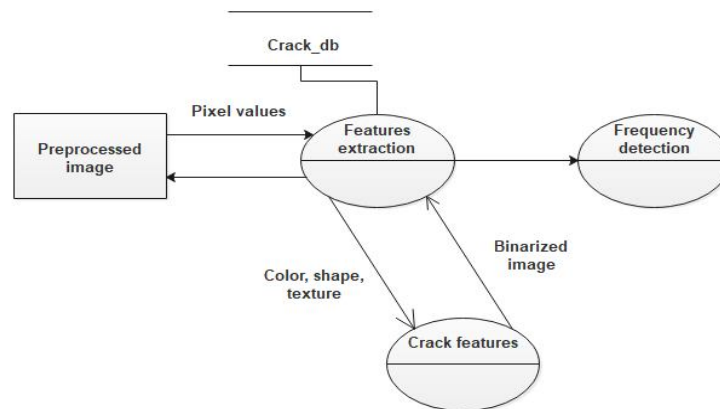 Crack_db
Pixel values
Preprocessed
image
Features
extraction
Frequency
detection
Color, shape,
texture
Binarized
image
Crack features